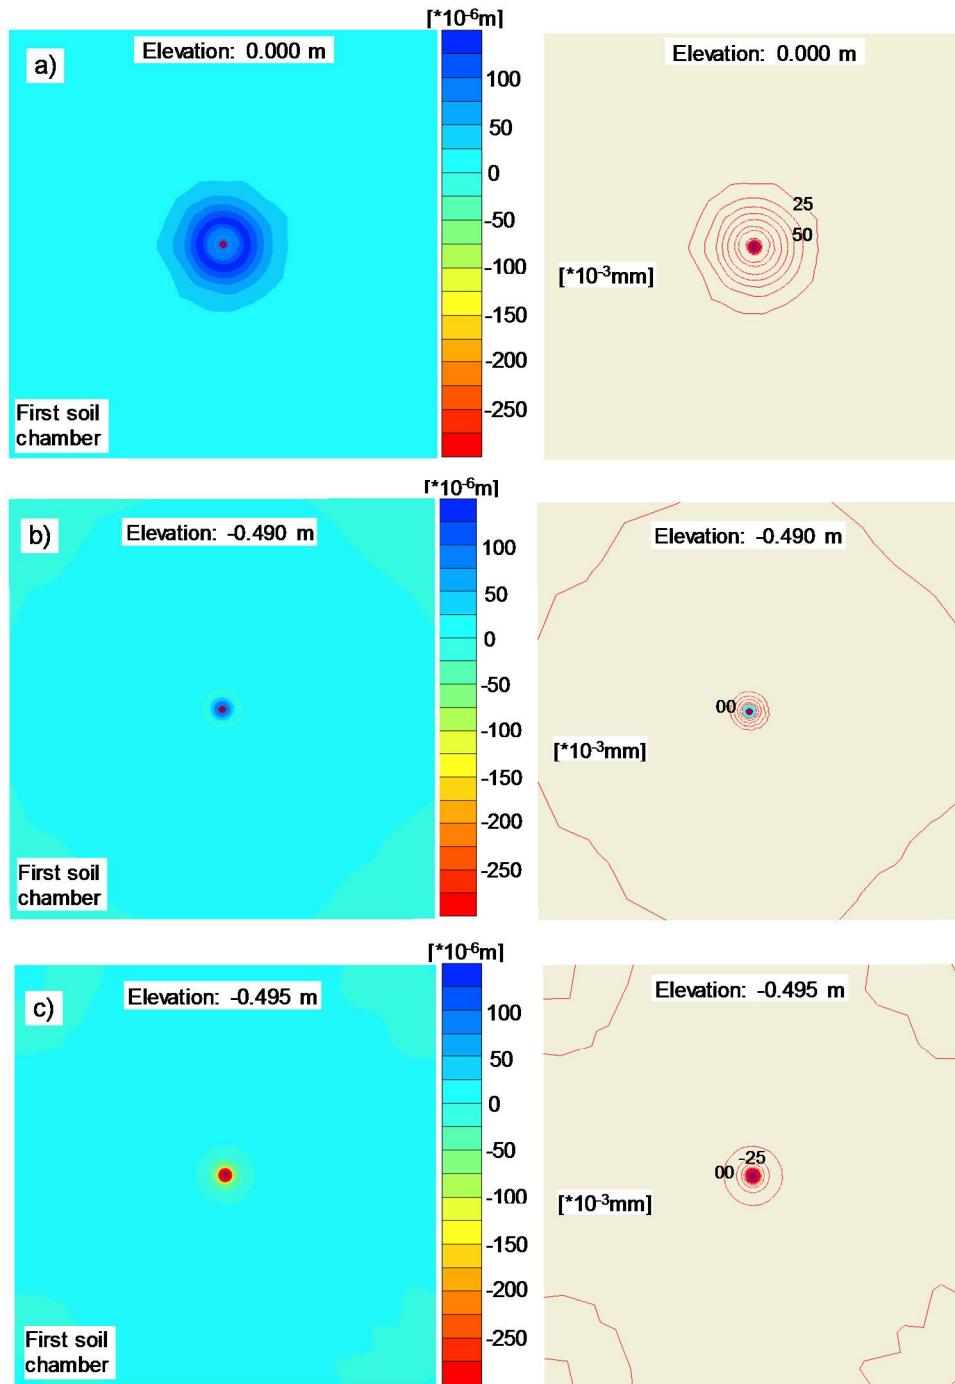 [*10-6m]
a)
Elevation: 0.000 m
100
50
0
-50
-100
-150
-200
-250
First soil
chamber
Elevation: 0.000 m
25
50
[*10-3mm]
[*10-6m]
b)
Elevation: -0.490 m
100
50
0
-50
-100
-150
-200
-250
First soil
chamber
Elevation: -0.490 m
00
[*10-3mm]
[*10-6m]
c)
Elevation: -0.495 m
100
50
0
-50
-100
-150
-200
-250
First soil
chamber
Elevation: -0.495 m
-25
00
[*10-3mm]